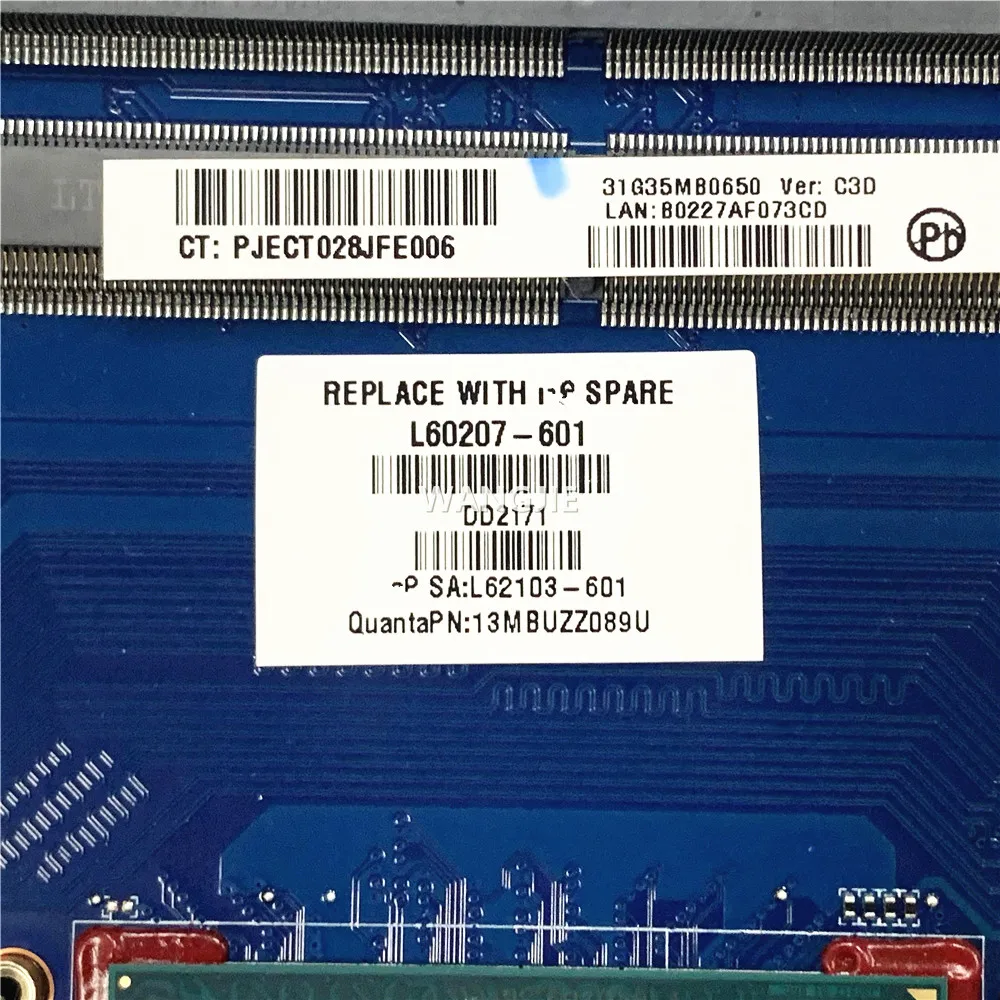 CT: PJECT028JFE006
31G35MB0650 Ver: C3D
LAN:B0227AF073CD
Pb
REPLACE WITH SPARE
L60207-601
WANGJIE
DD2171
SA:L62103-601
QuantaPN:13MBUZZ089U